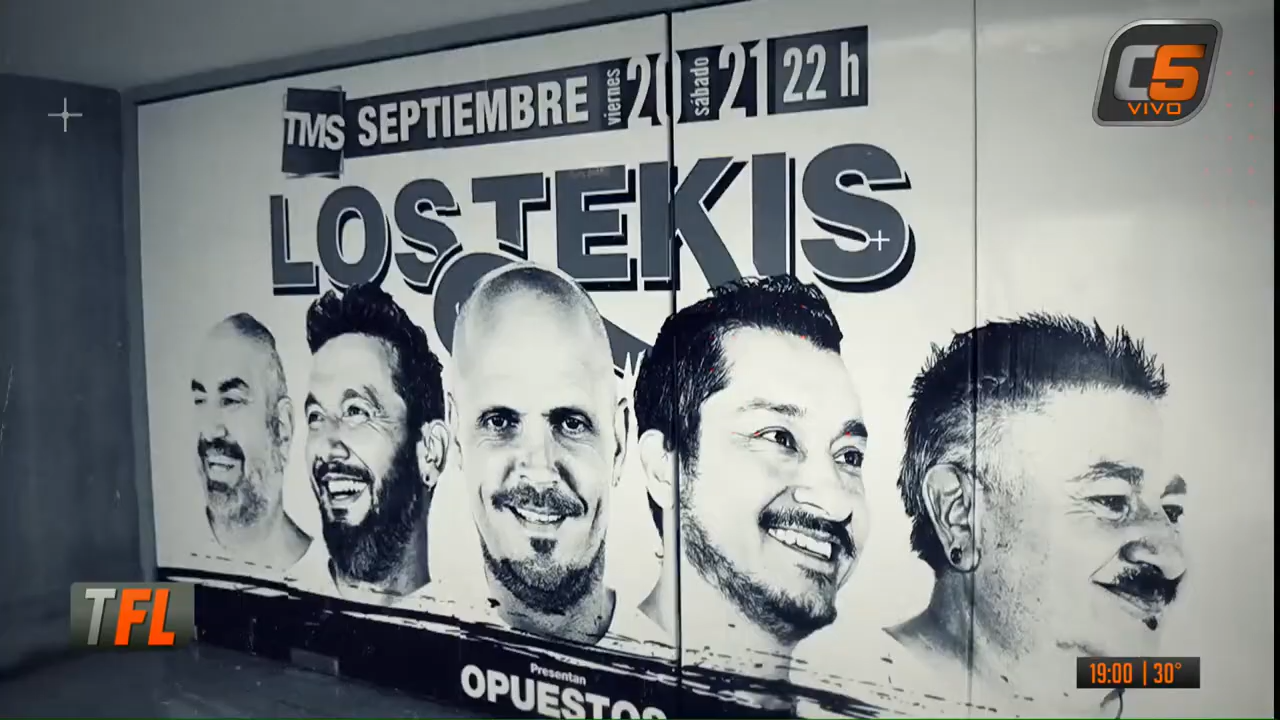 C5
VIVO
TMS SEPTIEMBRE viernes 20 sábado 21 22 h
LOS TEKIS
TFL
Presentan
OPUESTOS
19:00 | 30°